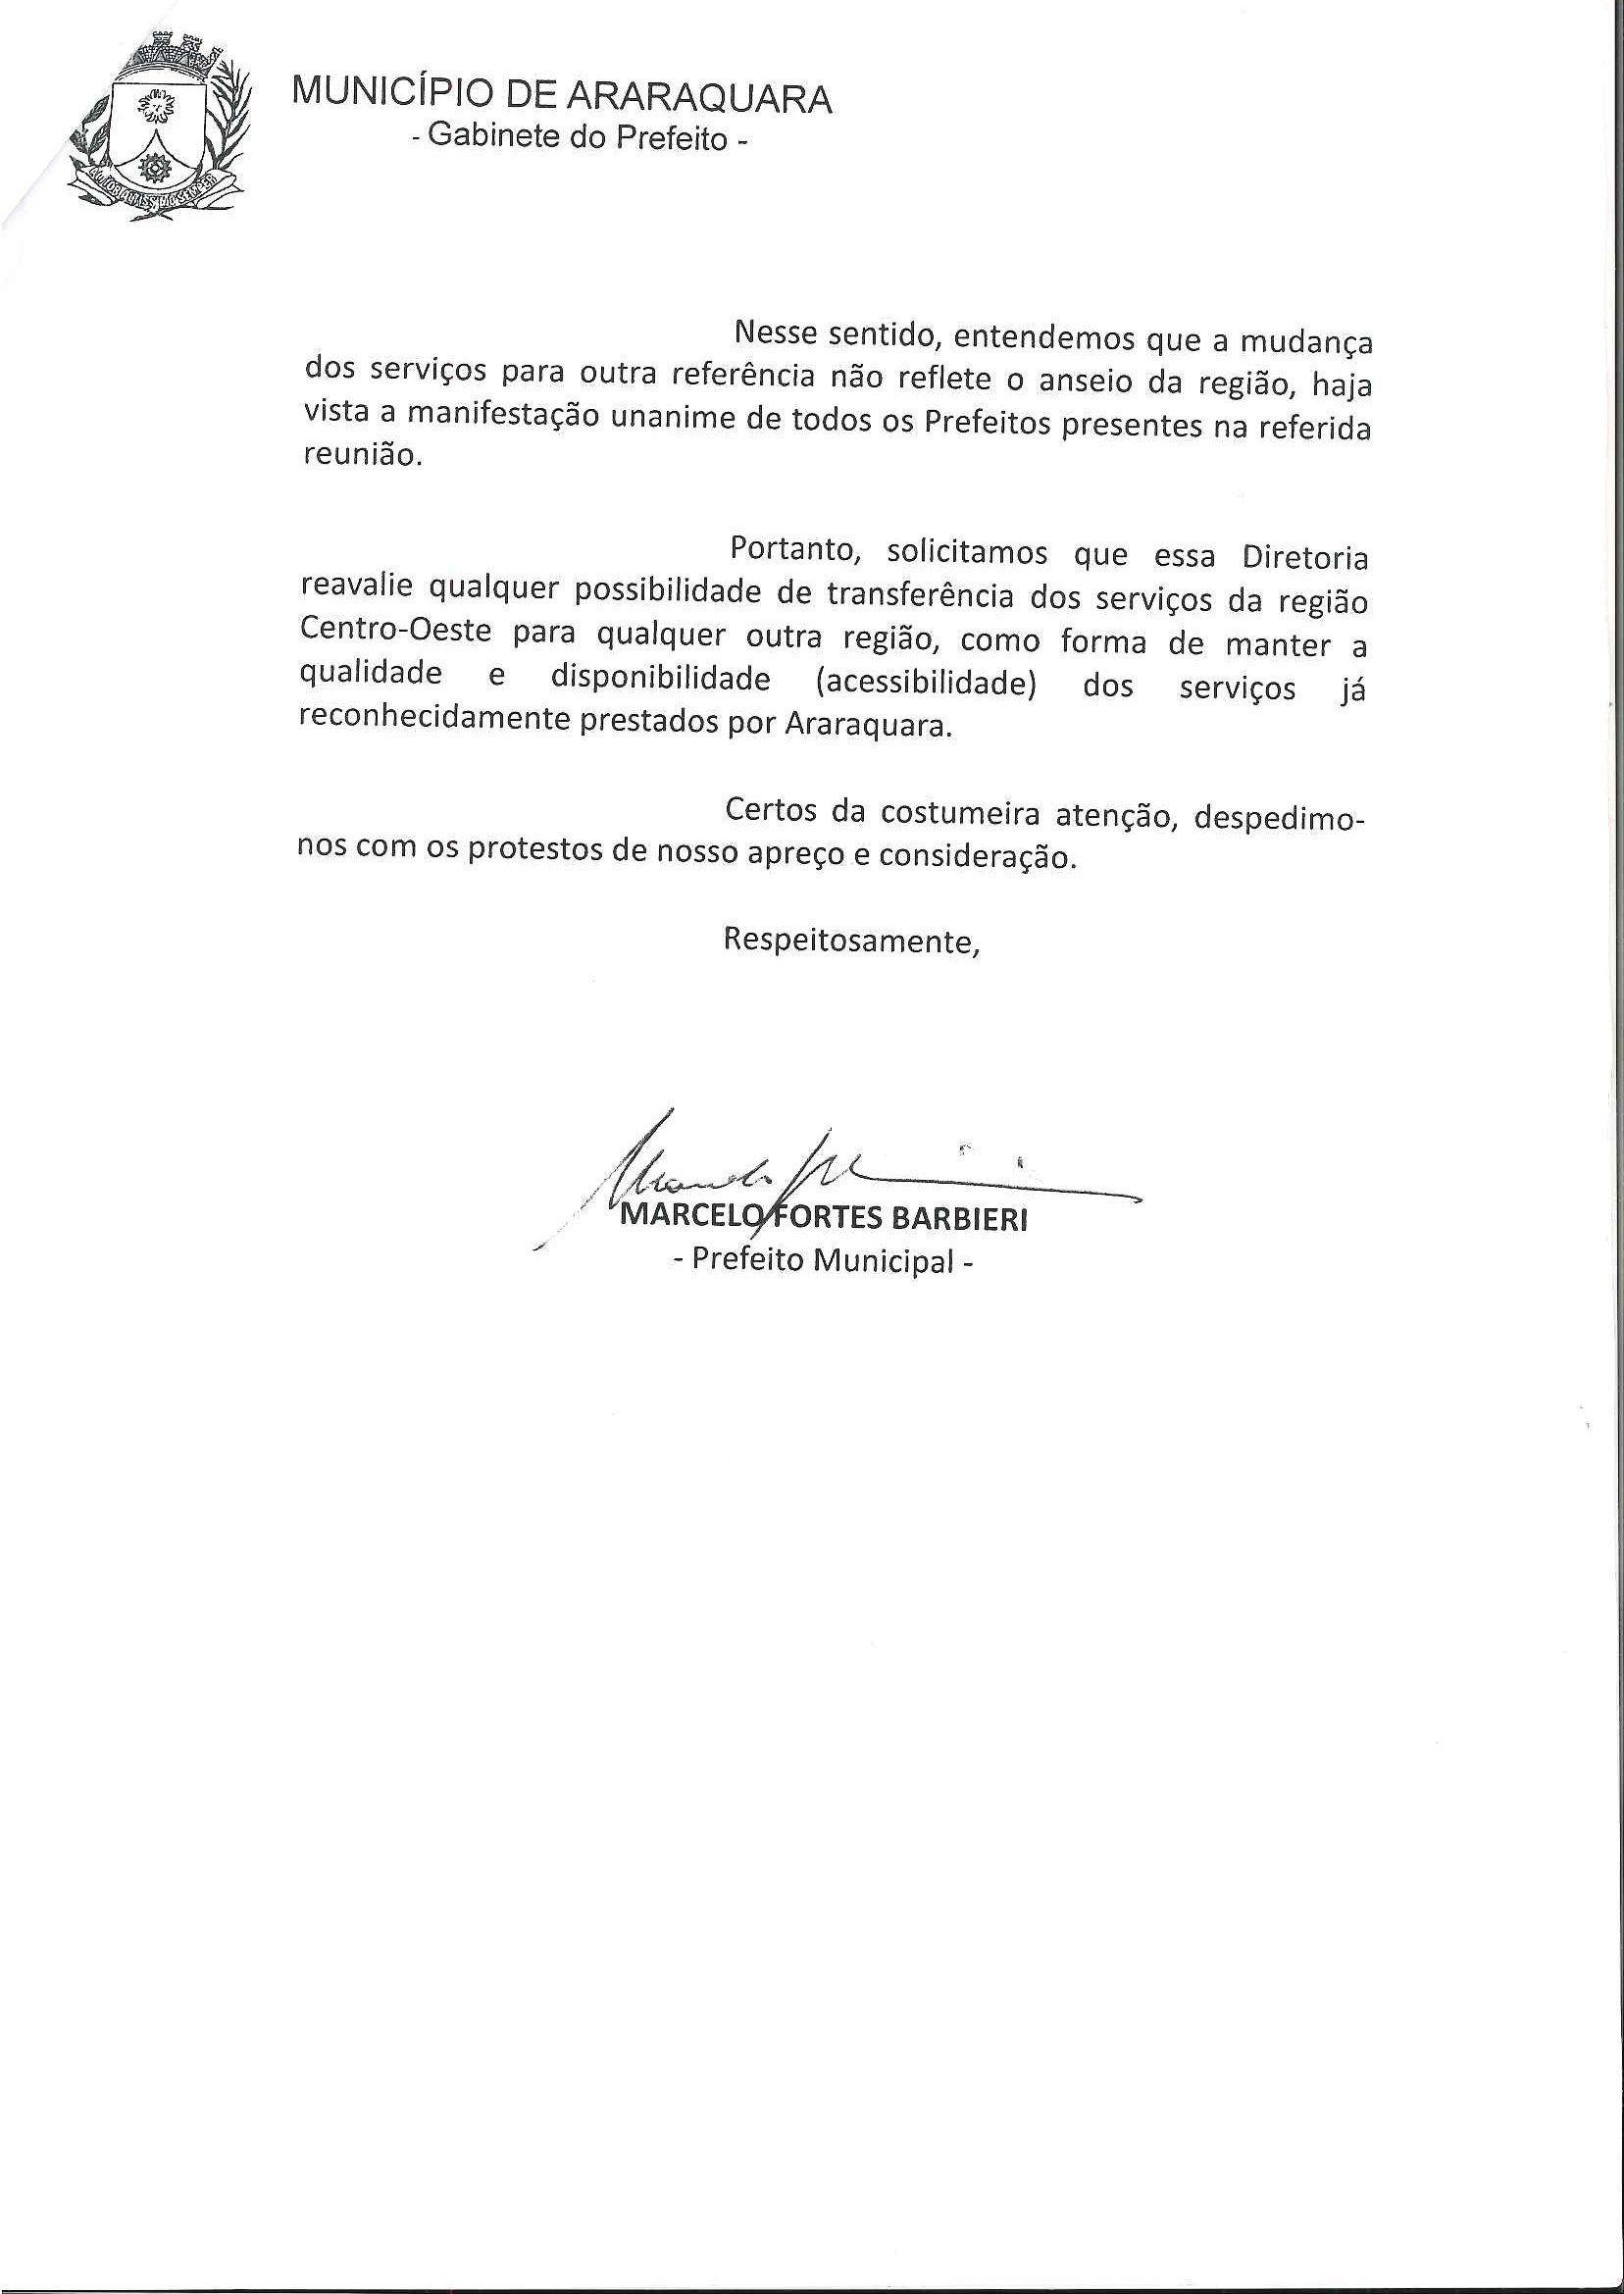 MUNICÍPIO DE ARARAQUARA
- Gabinete do Prefeito -
Nesse sentido, entendemos que a mudança
dos serviços para outra referência não reflete o anseio da região, haja
vista a manifestação unanime de todos os Prefeitos presentes na referida
reunião.
Portanto, solicitamos que essa Diretoria
reavalie qualquer possibilidade de transferência dos serviços da região
Centro-Oeste para qualquer outra região, como forma de manter a
qualidade e disponibilidade (acessibilidade) dos serviços já
reconhecidamente prestados por Araraquara.
Certos da costumeira atenção, despedimo-
nos com os protestos de nosso apreço e consideração.
Respeitosamente,
MARCELO FORTES BARBIERI
- Prefeito Municipal -